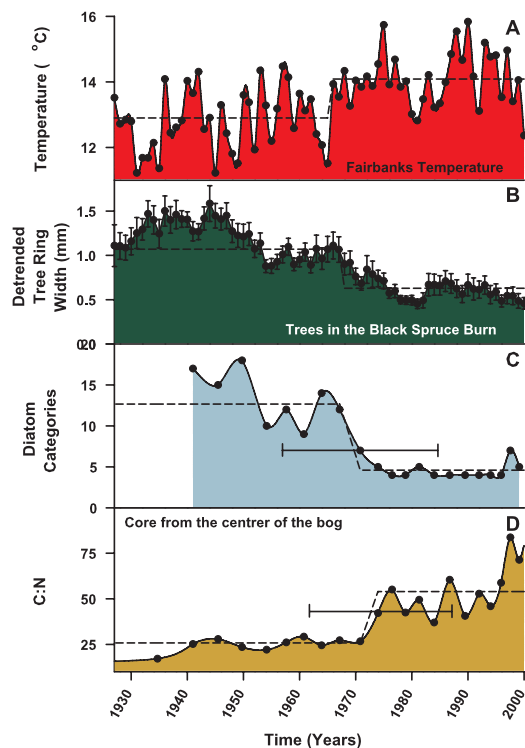 16
A
14
12
Temperature ( °C)
Fairbanks Temperature
B
1.5
1.0
0.5
Detrended
Tree Ring
Width (mm)
Trees in the Black Spruce Burn
20
C
15
10
5
0
Diatom
Categories
Core from the centrer of the bog
D
75
50
25
C:N
1930
1940
1950
1960
1970
1980
1990
2000
Time (Years)